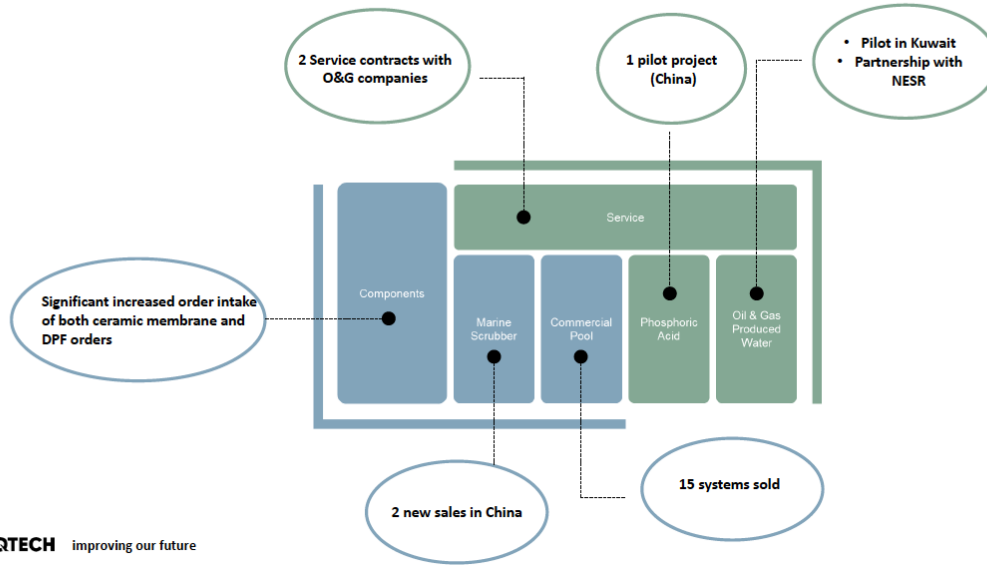 2 Service contracts with
O&G companies
1 pilot project
(China)
• Pilot in Kuwait
• Partnership with
NESR
Service
Components
Marine
Scrubber
Commercial
Pool
Phosphoric
Acid
Oil & Gas
Produced
Water
Significant increased order intake
of both ceramic membrane and
DPF orders
2 new sales in China
15 systems sold
QTECH improving our future